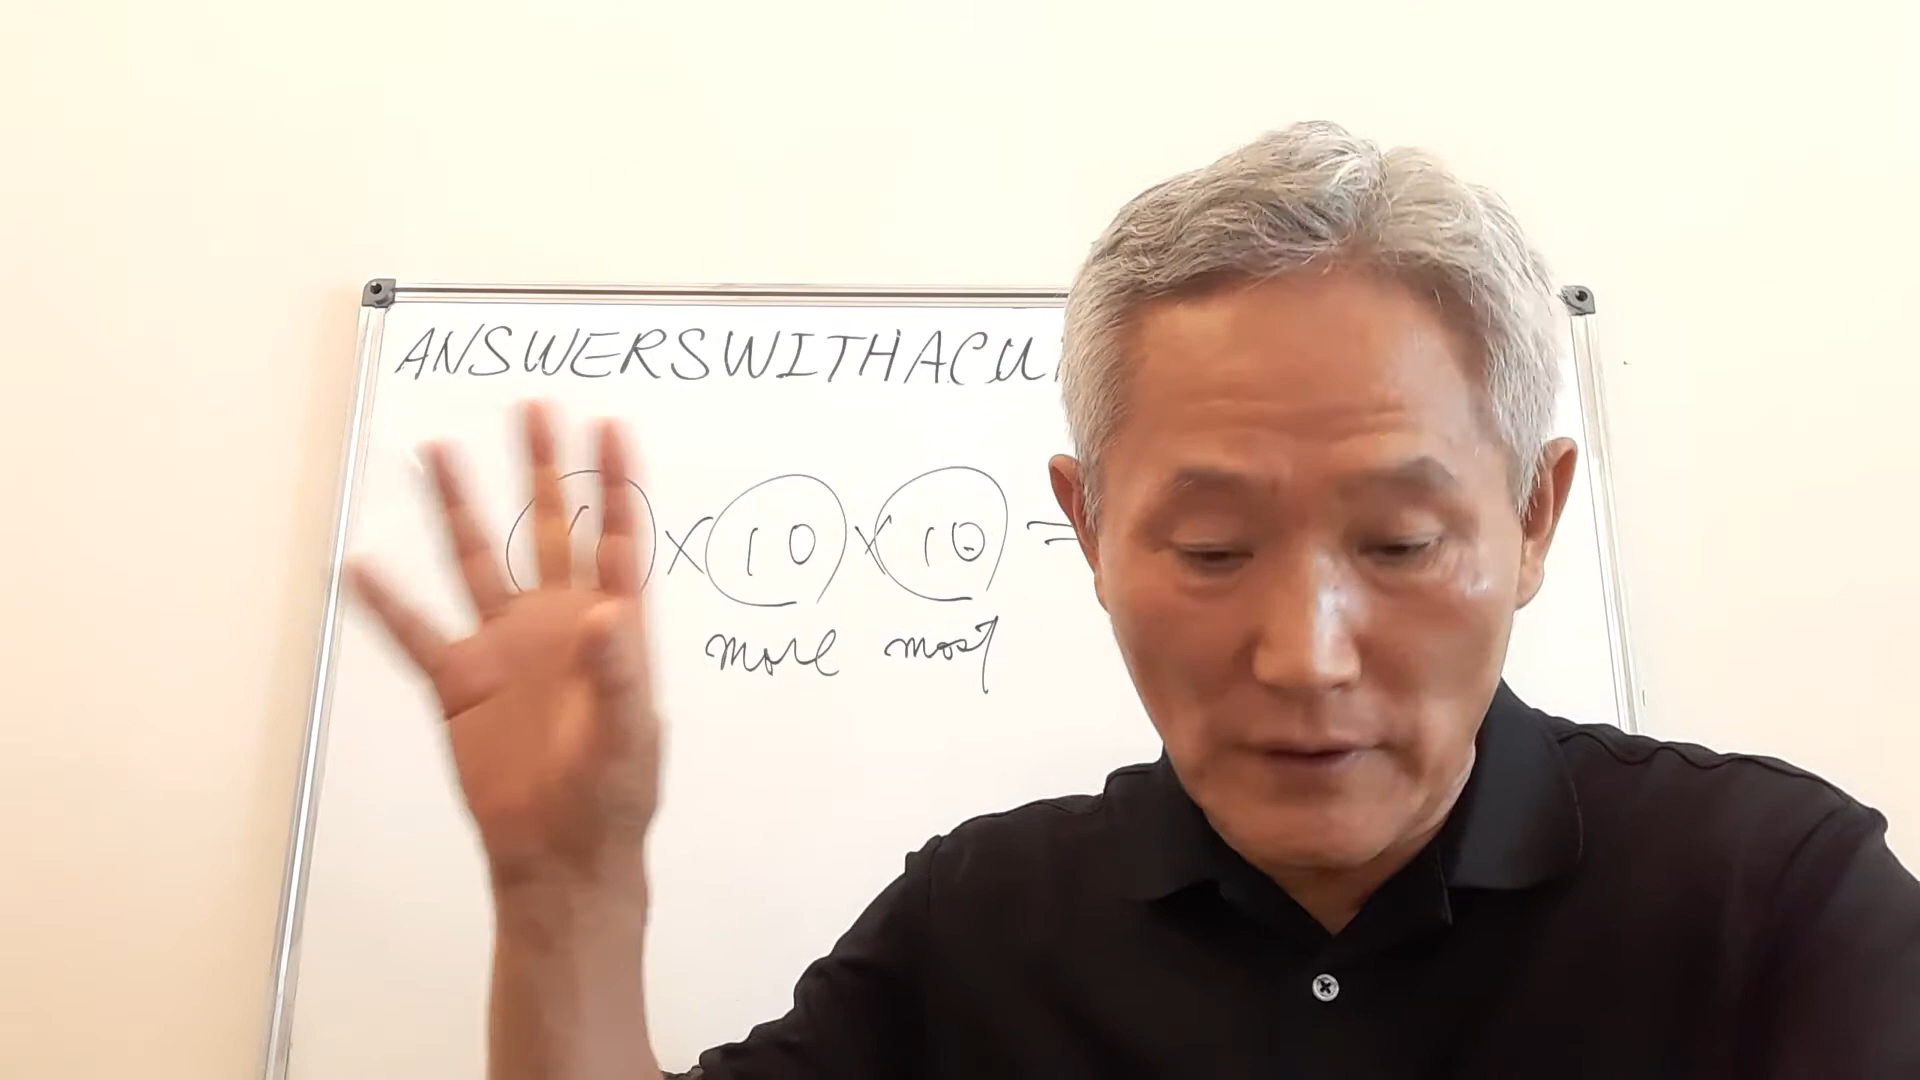 ANSWERSWITHACU
× 10 × 10 =
more most